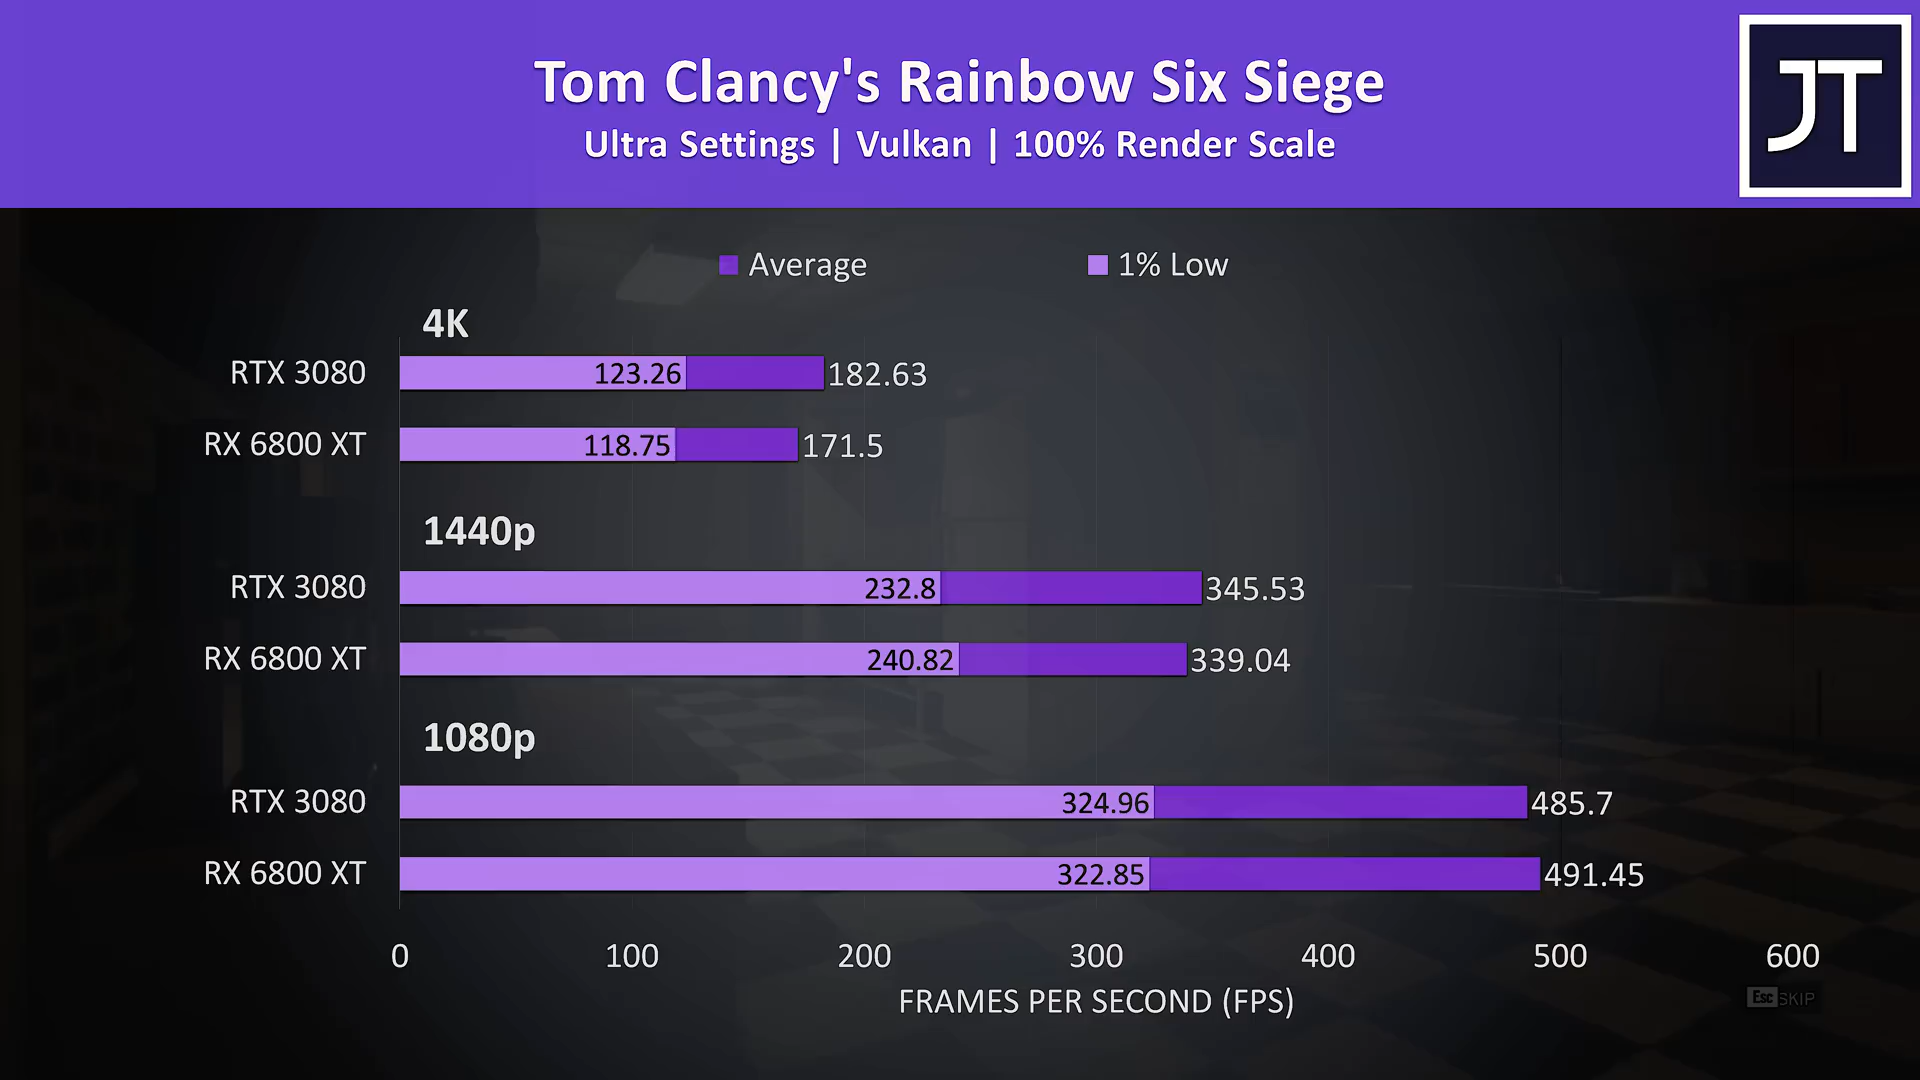 Tom Clancy's Rainbow Six Siege
Ultra Settings | Vulkan | 100% Render Scale
JT
Average 1% Low
4K
RTX 3080 123.26 182.63
RX 6800 XT 118.75 171.5
1440p
RTX 3080 232.8 345.53
RX 6800 XT 240.82 339.04
1080p
RTX 3080 324.96 485.7
RX 6800 XT 322.85 491.45
0 100 200 300 400 500 600
FRAMES PER SECOND (FPS)
Esc SKIP